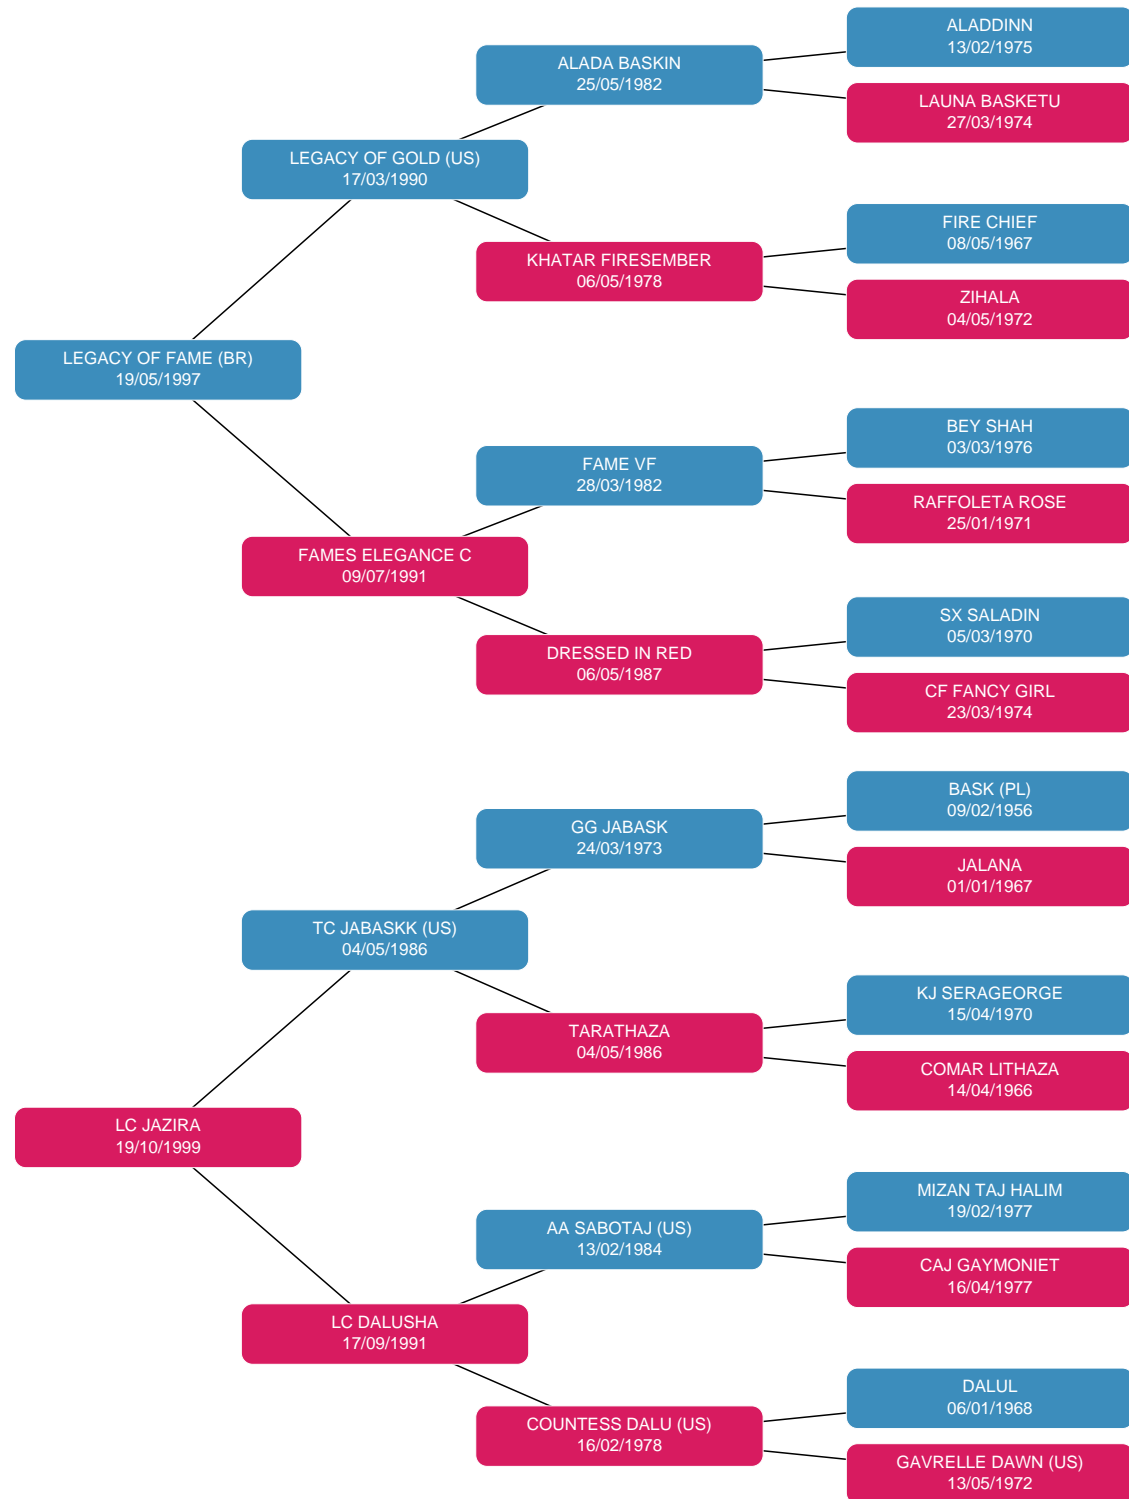 ALADDINN
13/02/1975
ALADA BASKIN
25/05/1982
LAUNA BASKETU
27/03/1974
LEGACY OF GOLD (US)
17/03/1990
FIRE CHIEF
08/05/1967
KHATAR FIRESEMBER
06/05/1978
ZIHALA
04/05/1972
LEGACY OF FAME (BR)
19/05/1997
BEY SHAH
03/03/1976
FAME VF
28/03/1982
RAFFOLETA ROSE
25/01/1971
FAMES ELEGANCE C
09/07/1991
SX SALADIN
05/03/1970
DRESSED IN RED
06/05/1987
CF FANCY GIRL
23/03/1974
BASK (PL)
09/02/1956
GG JABASK
24/03/1973
JALANA
01/01/1967
TC JABASKK (US)
04/05/1986
KJ SERAGEORGE
15/04/1970
TARATHAZA
04/05/1986
COMAR LITHAZA
14/04/1966
LC JAZIRA
19/10/1999
MIZAN TAJ HALIM
19/02/1977
AA SABOTAJ (US)
13/02/1984
CAJ GAYMONIET
16/04/1977
LC DALUSHA
17/09/1991
DALUL
06/01/1968
COUNTESS DALU (US)
16/02/1978
GAVRELLE DAWN (US)
13/05/1972